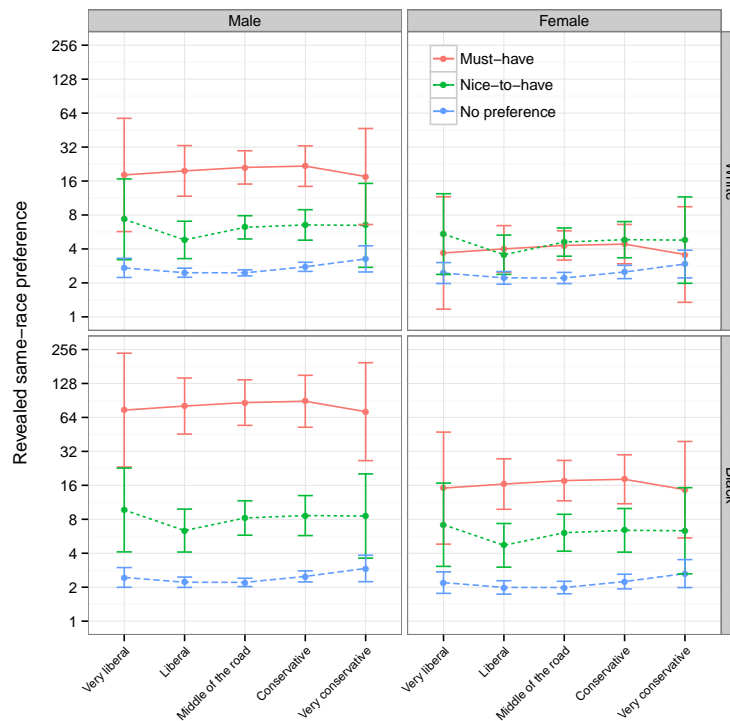 Male
Female
256
128
64
32
16
8
4
2
1
Must−have
Nice−to−have
No preference
White
Revealed same−race preference
256
128
64
32
16
8
4
2
1
Black
Very liberal
Liberal
Middle of the road
Conservative
Very conservative
Very liberal
Liberal
Middle of the road
Conservative
Very conservative